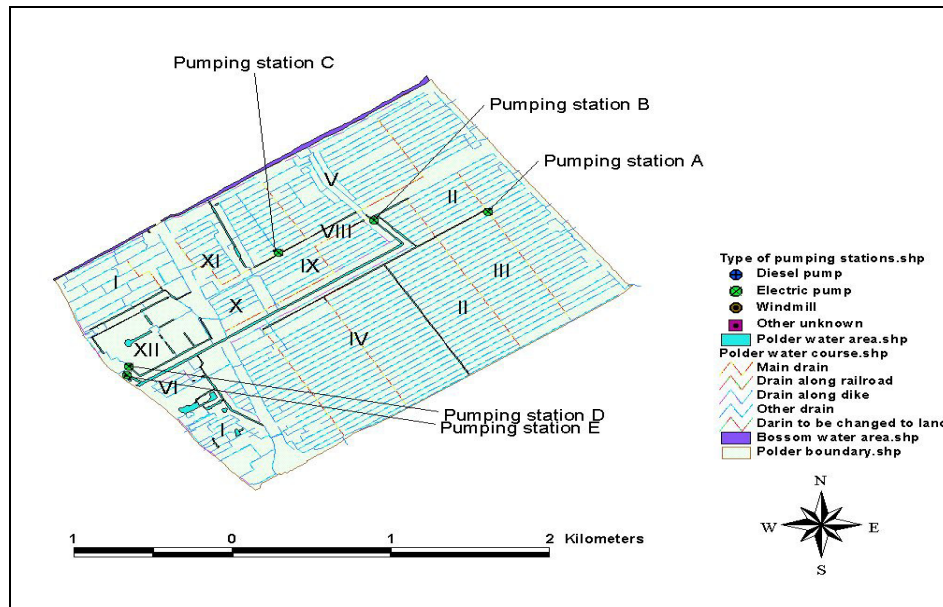 Pumping station C
Pumping station B
Pumping station A
V
II
VIII
XI
IX
I
III
X
II
IV
XII
VI
I
Pumping station D
Pumping station E
Type of pumping stations.shp
Diesel pump
Electric pump
Windmill
Other unknown
Polder water area.shp
Polder water course.shp
Main drain
Drain along railroad
Drain along dike
Other drain
Darin to be changed to land
Bossom water area.shp
Polder boundary.shp
1 0 1 2 Kilometers
N
W E
S